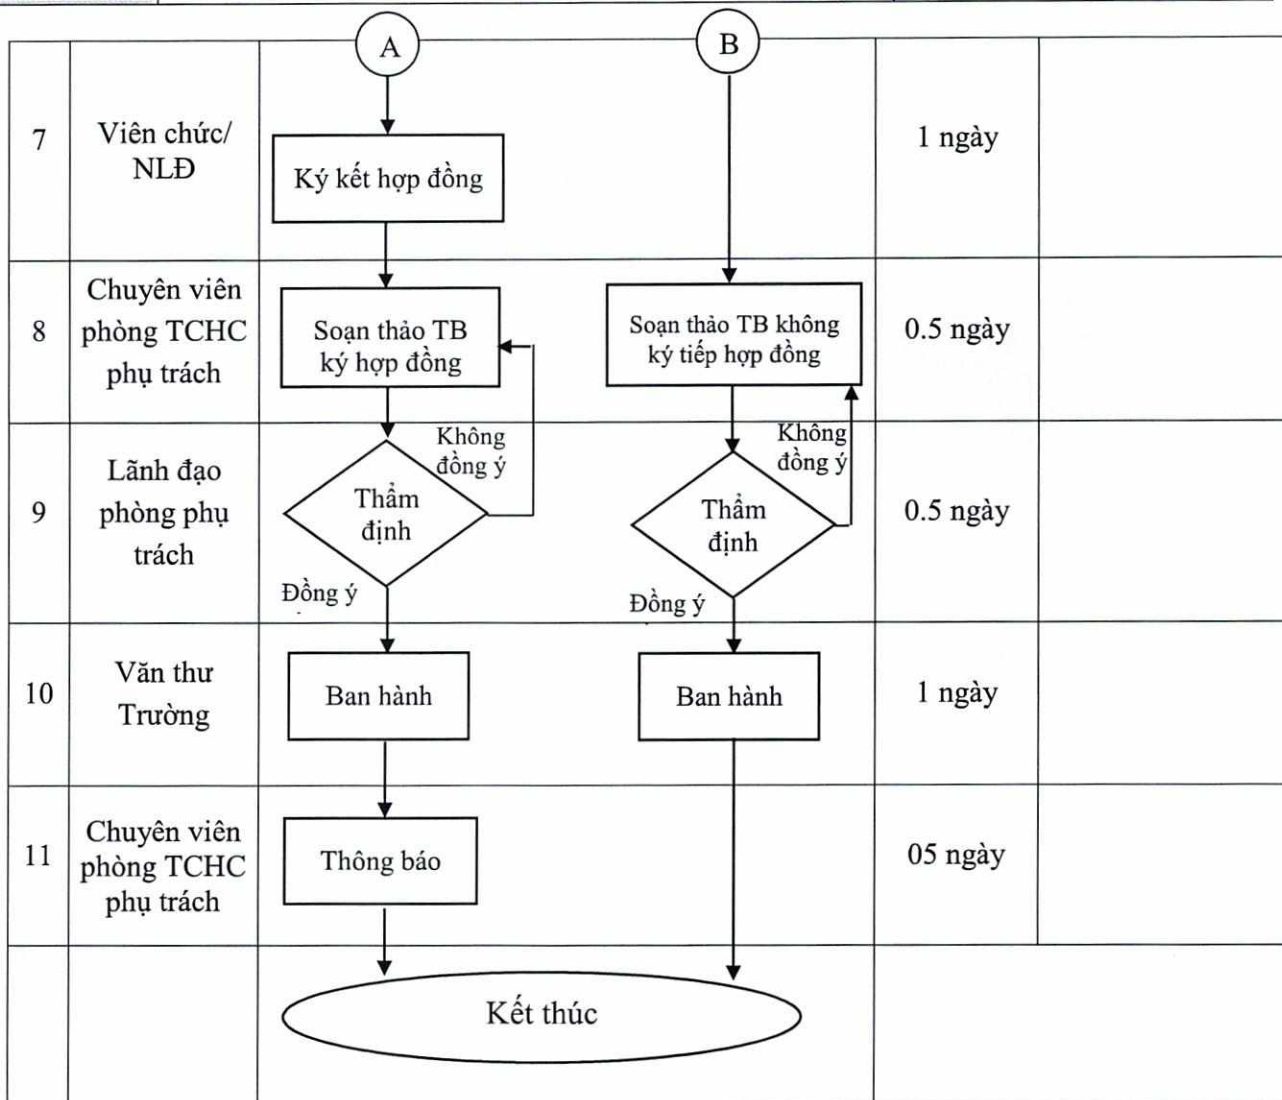 A
B
7
Viên chức/
NLĐ
Ký kết hợp đồng
1 ngày
8
Chuyên viên
phòng TCHC
phụ trách
Soạn thảo TB
ký hợp đồng
Soạn thảo TB không
ký tiếp hợp đồng
0.5 ngày
9
Lãnh đạo
phòng phụ
trách
Thẩm
định
Không
đồng ý
Đồng ý
Thẩm
định
Không
đồng ý
Đồng ý
0.5 ngày
10
Văn thư
Trường
Ban hành
Ban hành
1 ngày
11
Chuyên viên
phòng TCHC
phụ trách
Thông báo
05 ngày
Kết thúc